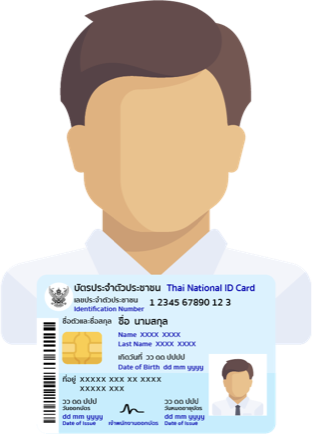 บัตรประจำตัวประชาชน Thai National ID Card
เลขประจำตัวประชาชน 1 2345 67890 12 3
Identification Number
ชื่อตัวและชื่อสกุล ชื่อ นามสกุล
Name XXXX XXXX
Last Name XXXX XXXX
เกิดวันที่ วว ดด ปปปป
Date of Birth dd mm yyyy
ที่อยู่ XXXXX XXX XX XXXX
XXXXX XXX
วว ดด ปปปป
วันออกบัตร
dd mm yyyy
Date of Issue
เจ้าพนักงานออกบัตร
วว ดด ปปปป
วันหมดอายุบัตร
dd mm yyyy
Date of Issue